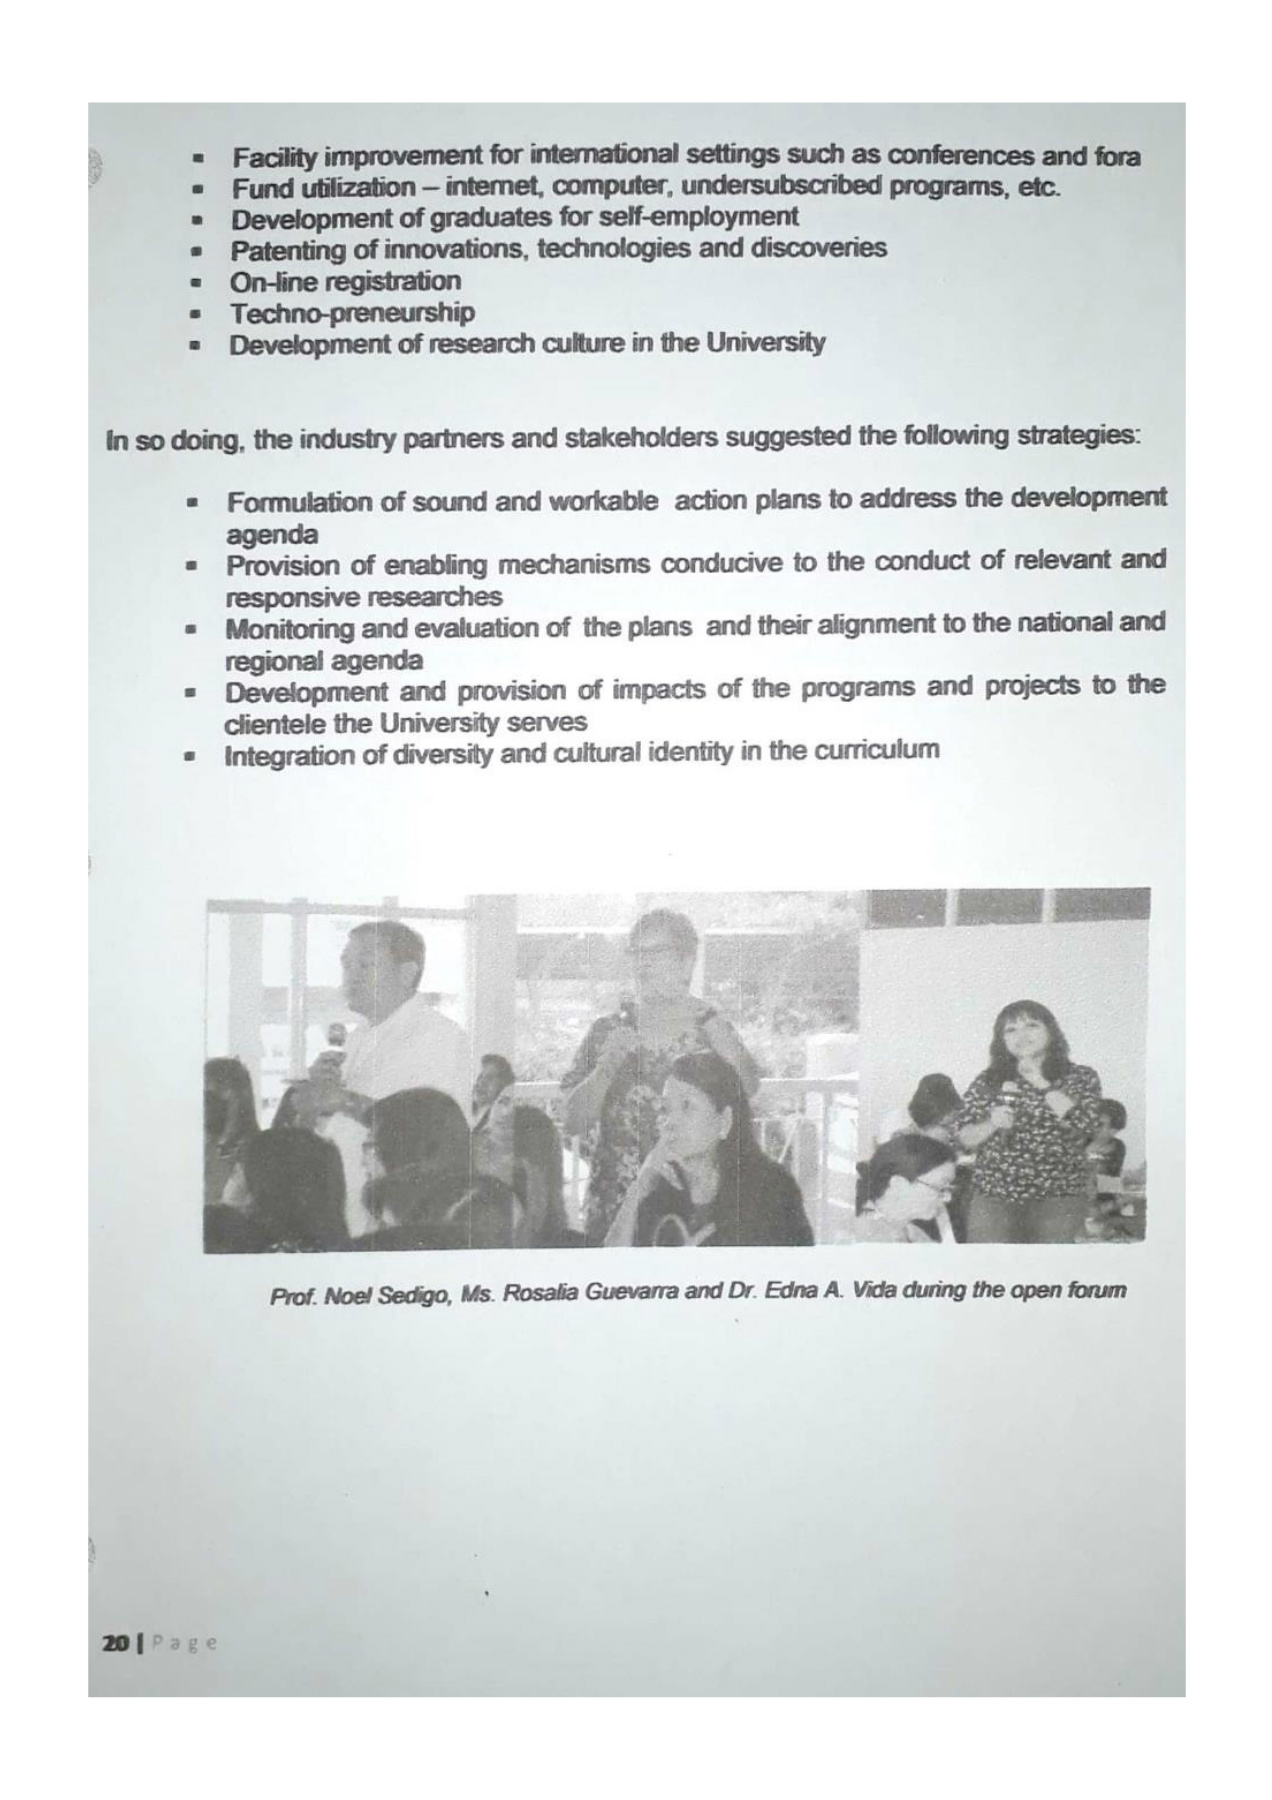 ▪ Facility improvement for international settings such as conferences and fora
▪ Fund utilization – internet, computer, undersubscribed programs, etc.
▪ Development of graduates for self-employment
▪ Patenting of innovations, technologies and discoveries
▪ On-line registration
▪ Techno-preneurship
▪ Development of research culture in the University
In so doing, the industry partners and stakeholders suggested the following strategies:
▪ Formulation of sound and workable action plans to address the development
agenda
▪ Provision of enabling mechanisms conducive to the conduct of relevant and
responsive researches
▪ Monitoring and evaluation of the plans and their alignment to the national and
regional agenda
▪ Development and provision of impacts of the programs and projects to the
clientele the University serves
▪ Integration of diversity and cultural identity in the curriculum
Prof. Noel Sedigo, Ms. Rosalia Guevarra and Dr. Edna A. Vida during the open forum
20 | Page